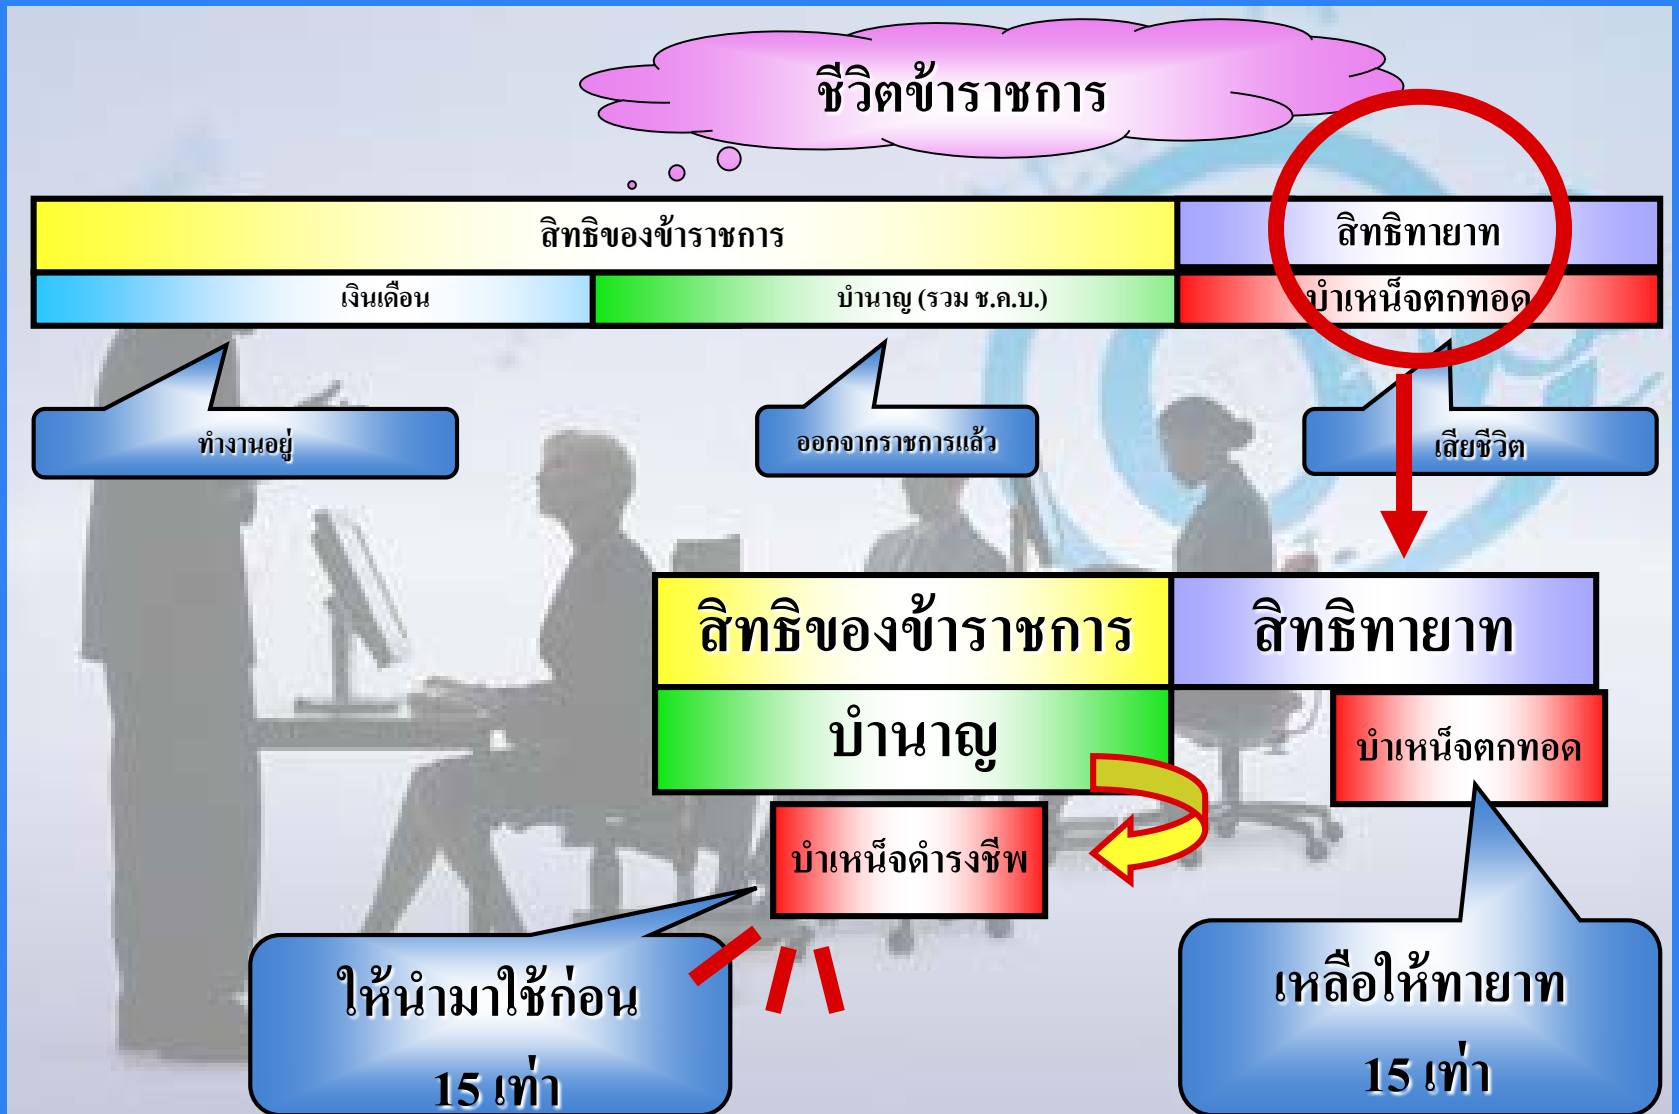 ชีวิตข้าราชการ
สิทธิของข้าราชการ
สิทธิทายาท
เงินเดือน
บำนาญ (รวม ช.ค.บ.)
บำเหน็จตกทอด
ทำงานอยู่
ออกจากราชการแล้ว
เสียชีวิต
สิทธิของข้าราชการ
สิทธิทายาท
บำนาญ
บำเหน็จตกทอด
บำเหน็จดำรงชีพ
ให้นำมาใช้ก่อน
15 เท่า
เหลือให้ทายาท
15 เท่า